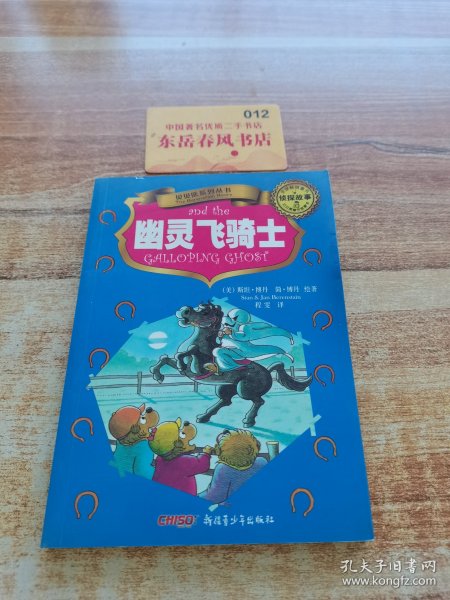 012
中国著名优质二手书店
东岳春风书店
贝贝熊系列丛书
and the
幽灵飞骑士
GALLOPING GHOST
侦探故事
(美)斯坦·博丹 简·博丹 绘著
Stan & Jan Berenstain
程雯 译
CHISO 新疆青少年出版社
孔夫子旧书网
www.kongfz.com